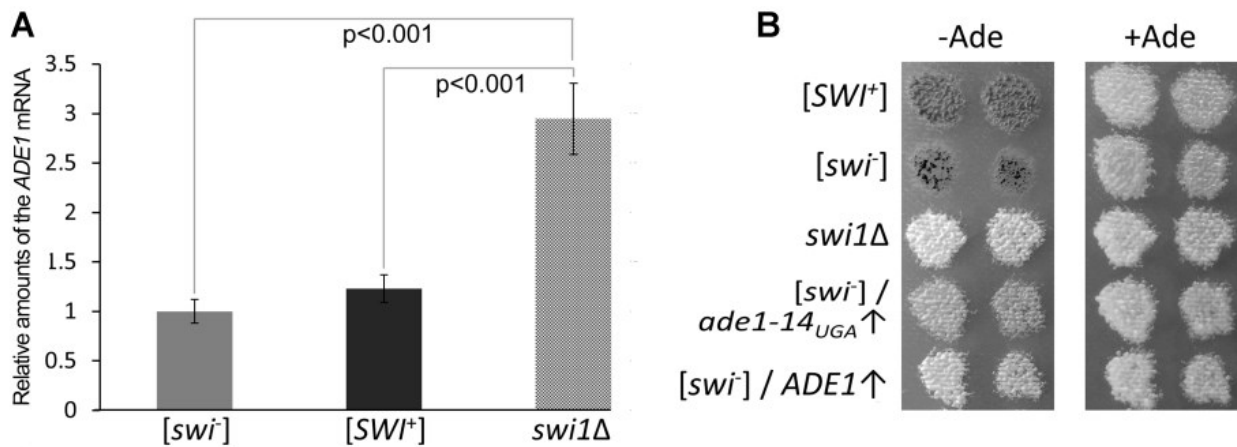 A
p<0.001
p<0.001
Relative amounts of the ADE1 mRNA
3.5
3
2.5
2
1.5
1
0.5
0
[swi⁻]
[SWI⁺]
swi1Δ
B
-Ade
+Ade
[SWI⁺]
[swi⁻]
swi1Δ
[swi⁻] /
ade1-14UGA↑
[swi⁻] / ADE1↑